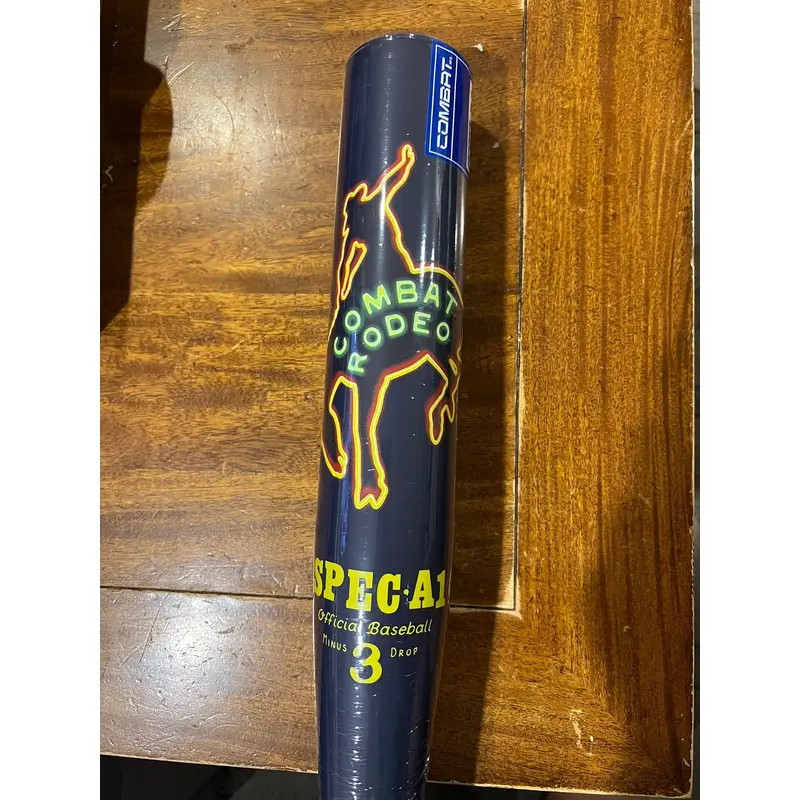 COMBAT
COMBAT
RODEO
SPEC·A1
Official Baseball
MINUS 3 DROP